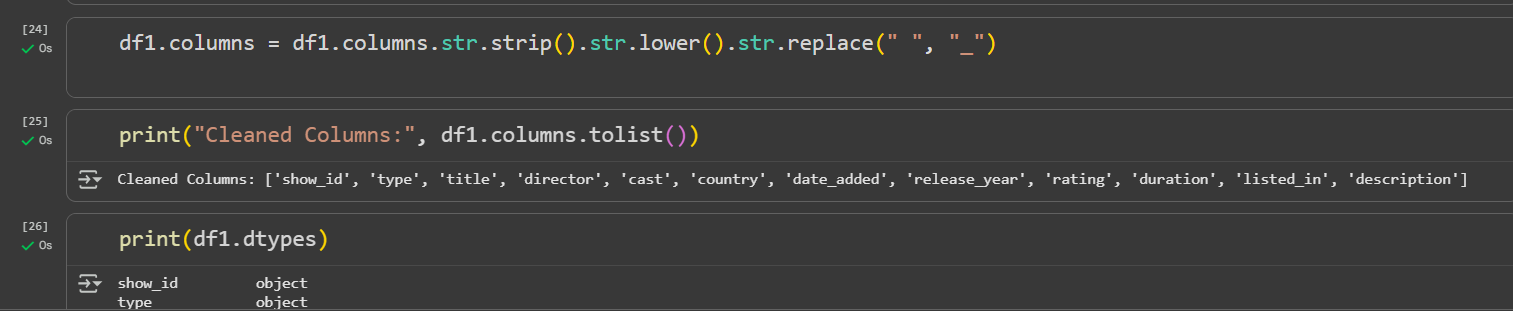 [24]
0s
df1.columns = df1.columns.str.strip().str.lower().str.replace(" ", "_")
[25]
0s
print("Cleaned Columns:", df1.columns.tolist())
Cleaned Columns: ['show_id', 'type', 'title', 'director', 'cast', 'country', 'date_added', 'release_year', 'rating', 'duration', 'listed_in', 'description']
[26]
0s
print(df1.dtypes)
show_id object
type object